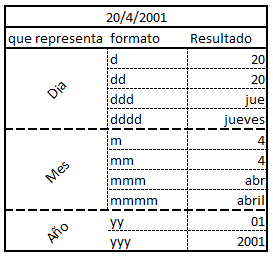 20/4/2001
que representa formato Resultado
Dia
d 20
dd 20
ddd jue
dddd jueves
Mes
m 4
mm 4
mmm abr
mmmm abril
Año
yy 01
yyy 2001